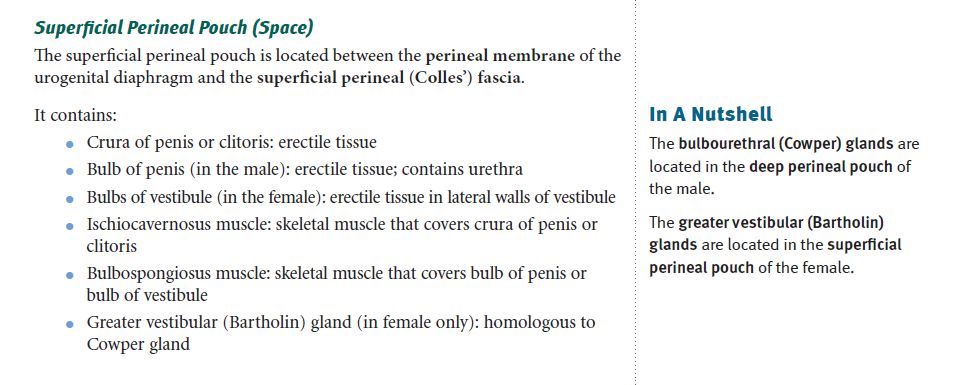 Superficial Perineal Pouch (Space)
The superficial perineal pouch is located between the perineal membrane of the
urogenital diaphragm and the superficial perineal (Colles’) fascia.
It contains:
• Crura of penis or clitoris: erectile tissue
• Bulb of penis (in the male): erectile tissue; contains urethra
• Bulbs of vestibule (in the female): erectile tissue in lateral walls of vestibule
• Ischiocavernosus muscle: skeletal muscle that covers crura of penis or
clitoris
• Bulbospongiosus muscle: skeletal muscle that covers bulb of penis or
bulb of vestibule
• Greater vestibular (Bartholin) gland (in female only): homologous to
Cowper gland
In A Nutshell
The bulbourethral (Cowper) glands are
located in the deep perineal pouch of
the male.
The greater vestibular (Bartholin)
glands are located in the superficial
perineal pouch of the female.